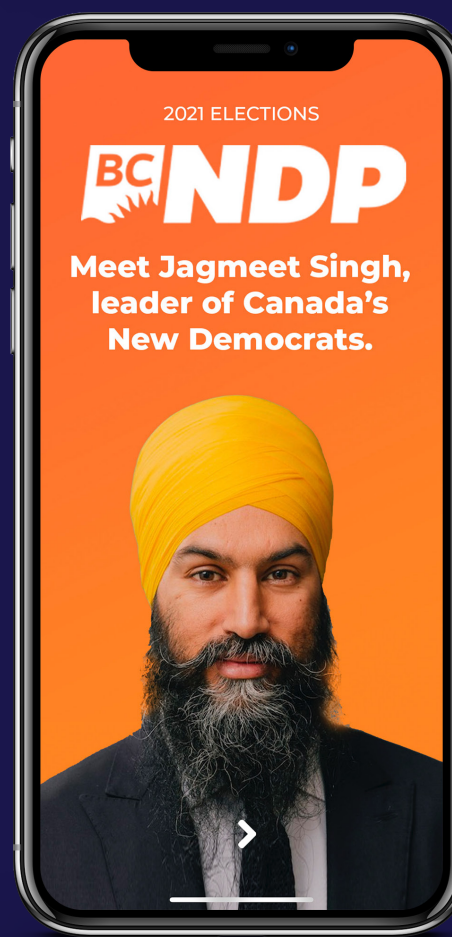 2021 ELECTIONS
BC NDP
Meet Jagmeet Singh,
leader of Canada's
New Democrats.